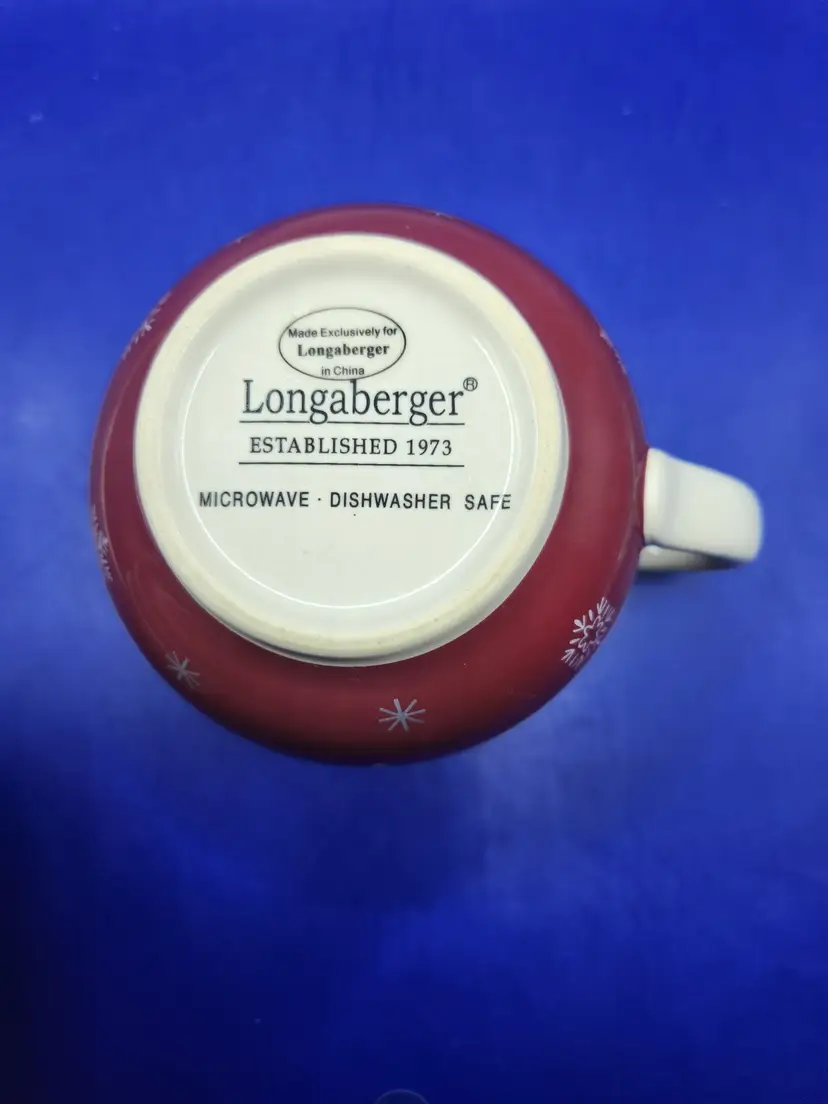 Made Exclusively for
Longaberger
in China
Longaberger®
ESTABLISHED 1973
MICROWAVE · DISHWASHER SAFE